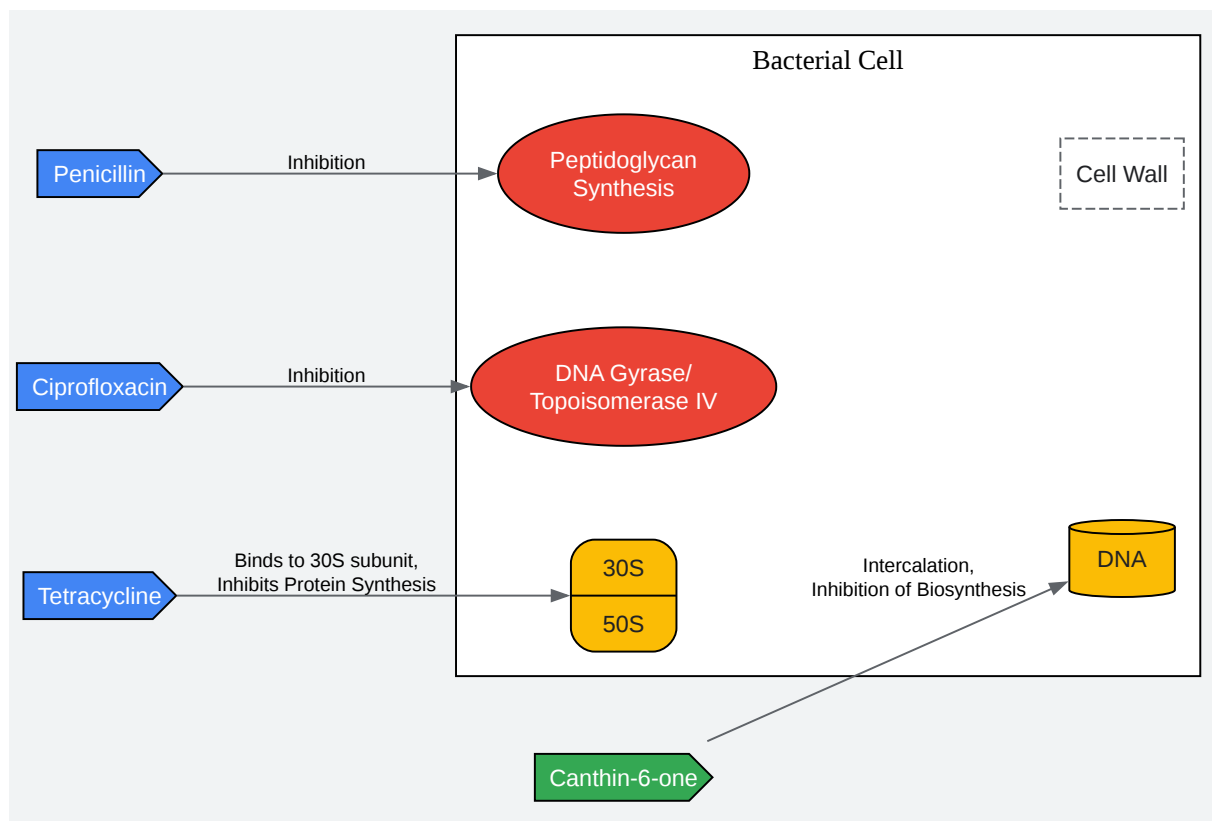 Bacterial Cell
Penicillin
Inhibition
Peptidoglycan
Synthesis
Cell Wall
Ciprofloxacin
Inhibition
DNA Gyrase/
Topoisomerase IV
Tetracycline
Binds to 30S subunit,
Inhibits Protein Synthesis
30S
50S
Intercalation,
Inhibition of Biosynthesis
DNA
Canthin-6-one